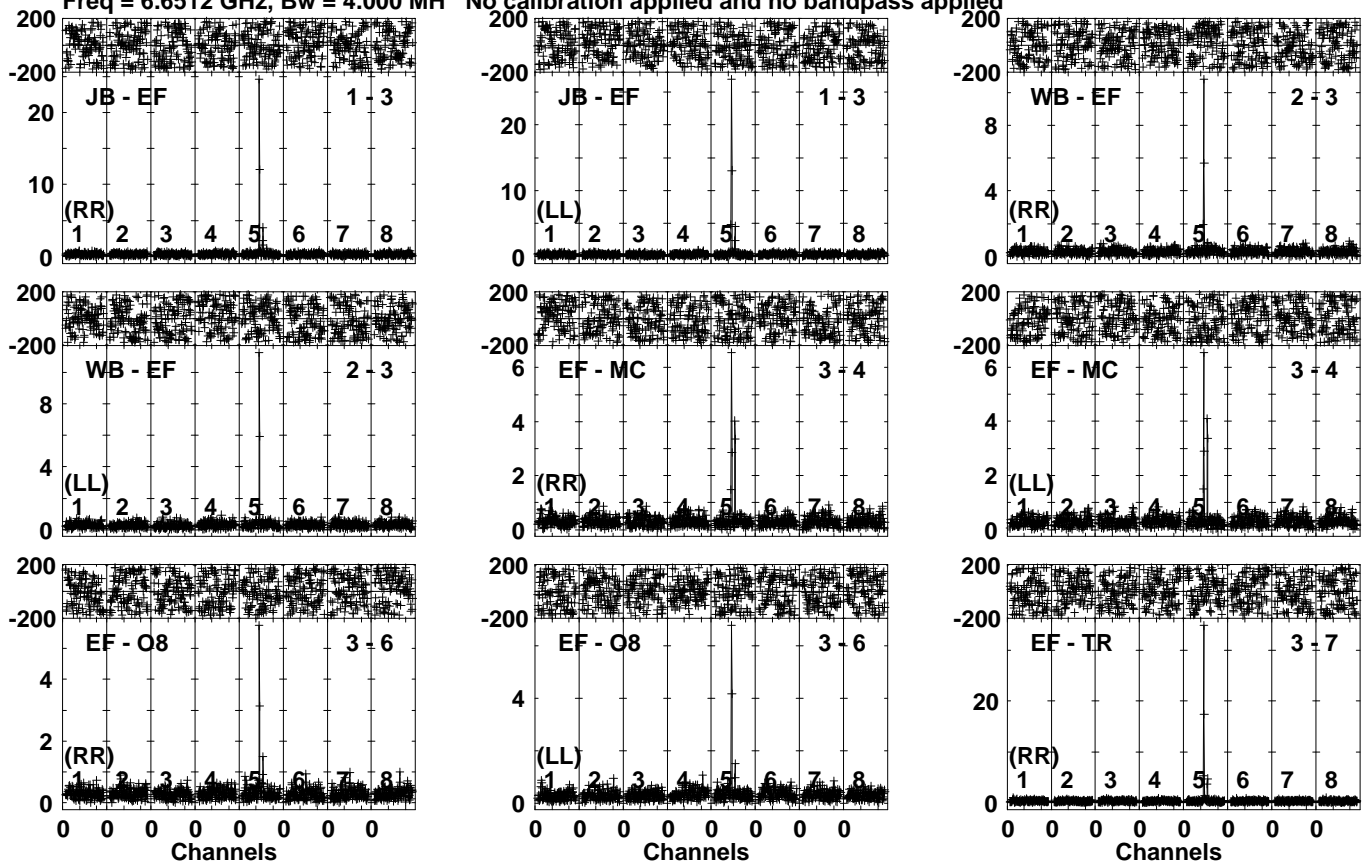 Freq = 6.6512 GHz, Bw = 4.000 MH No calibration applied and no bandpass applied
200 200 200
-200 -200 -200
JB - EF 1 - 3 JB - EF 1 - 3 WB - EF 2 - 3
20 20 8
10 10 4
(RR) (LL) (RR)
1 2 3 4 5 6 7 8 1 2 3 4 5 6 7 8 1 2 3 4 5 6 7 8
0 0 0
200 200 200
-200 -200 -200
WB - EF 2 - 3 EF - MC 3 - 4 EF - MC 3 - 4
8 6 6
4 4 4
2 2
(LL) (RR) (LL)
1 2 3 4 5 6 7 8 1 2 3 4 5 6 7 8 1 2 3 4 5 6 7 8
0 0 0
200 200 200
-200 -200 -200
EF - O8 3 - 6 EF - O8 3 - 6 EF - TR 3 - 7
4 4 20
2
(RR) (LL) (RR)
1 2 3 4 5 6 7 8 1 2 3 4 5 6 7 8 1 2 3 4 5 6 7 8
0 0 0
0 0 0 0 0 0 0 0 0 0 0 0 0 0 0 0 0 0 0 0 0 0 0 0
Channels Channels Channels